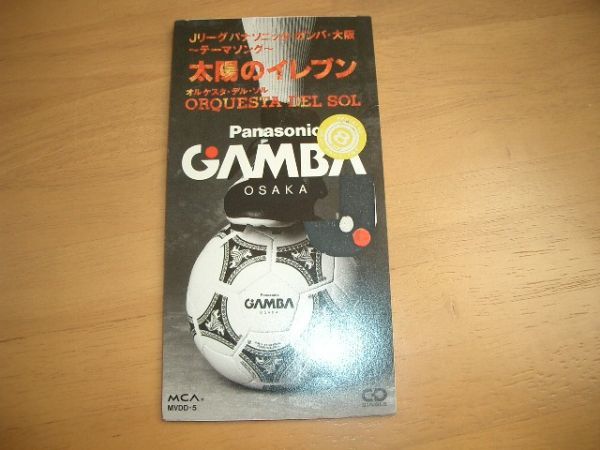 Jリーグパナソニックガンバ・大阪
〜テーマソング〜
太陽のイレブン
オルケスタ・デル・ソル
ORQUESTA DEL SOL
Panasonic
GAMBA
OSAKA
Panasonic
GAMBA
OSAKA
MCA®
MVDD-5
CD
SINGLE